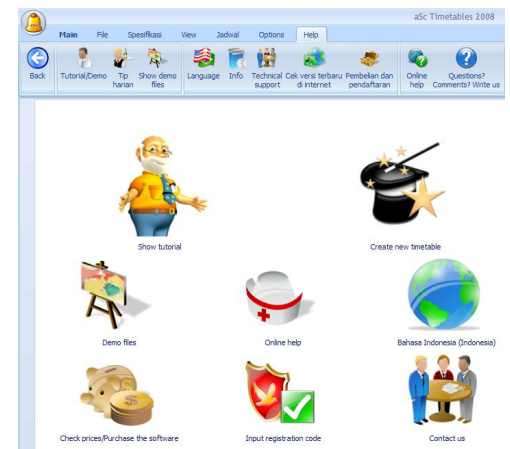 aSc Timetables 2008
Main File Spesifikasi View Jadwal Options Help
Back Tutorial/Demo Tip harian Show demo files Language Info Technical support Cek versi terbaru di internet Pembelian dan pendaftaran Online help Questions? Comments? Write us
Show tutorial Create new timetable
Demo files Online help Bahasa Indonesia (Indonesia)
Check prices/Purchase the software Input registration code Contact us